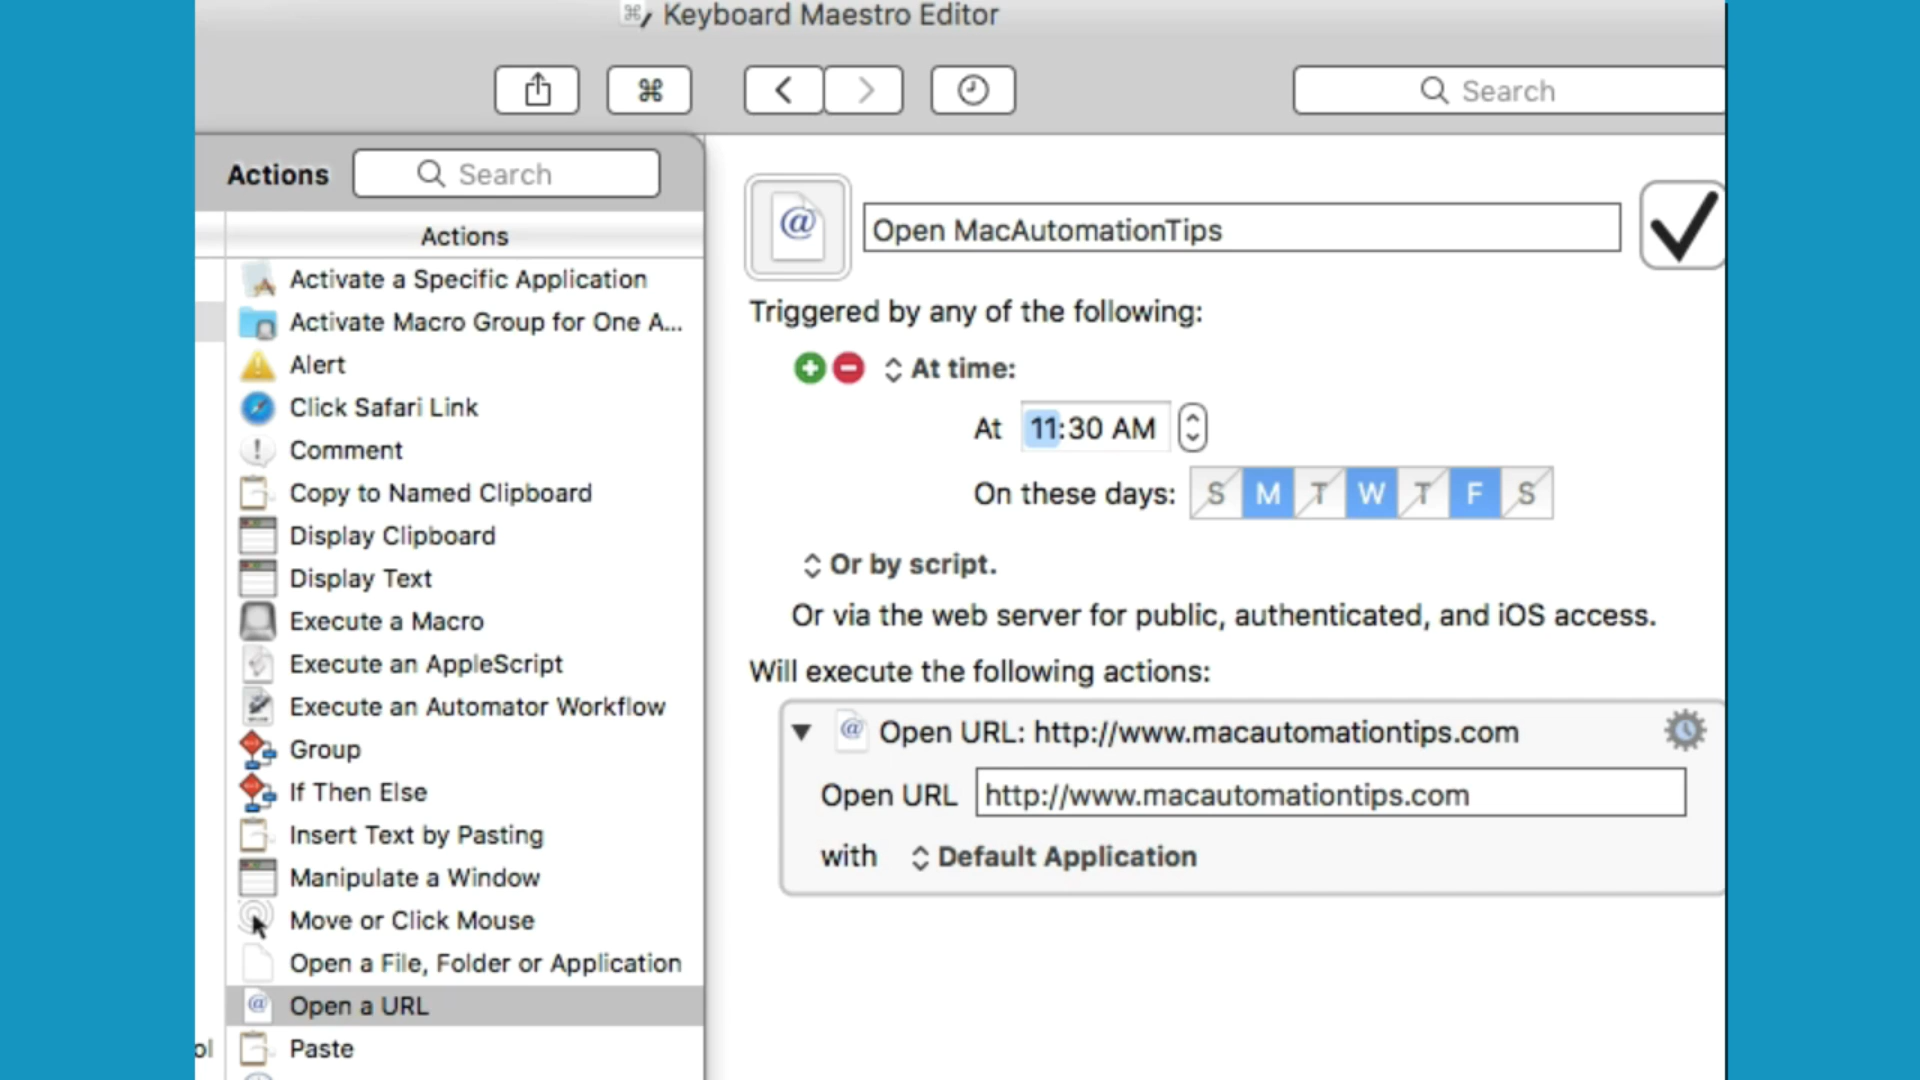 Keyboard Maestro Editor
Search
Actions
Search
Actions
Activate a Specific Application
Activate Macro Group for One A...
Alert
Click Safari Link
Comment
Copy to Named Clipboard
Display Clipboard
Display Text
Execute a Macro
Execute an AppleScript
Execute an Automator Workflow
Group
If Then Else
Insert Text by Pasting
Manipulate a Window
Move or Click Mouse
Open a File, Folder or Application
Open a URL
ol
Paste
Open MacAutomationTips
Triggered by any of the following:
At time:
At 11:30 AM
On these days: S M T W T F S
Or by script.
Or via the web server for public, authenticated, and iOS access.
Will execute the following actions:
Open URL: http://www.macautomationtips.com
Open URL http://www.macautomationtips.com
with Default Application